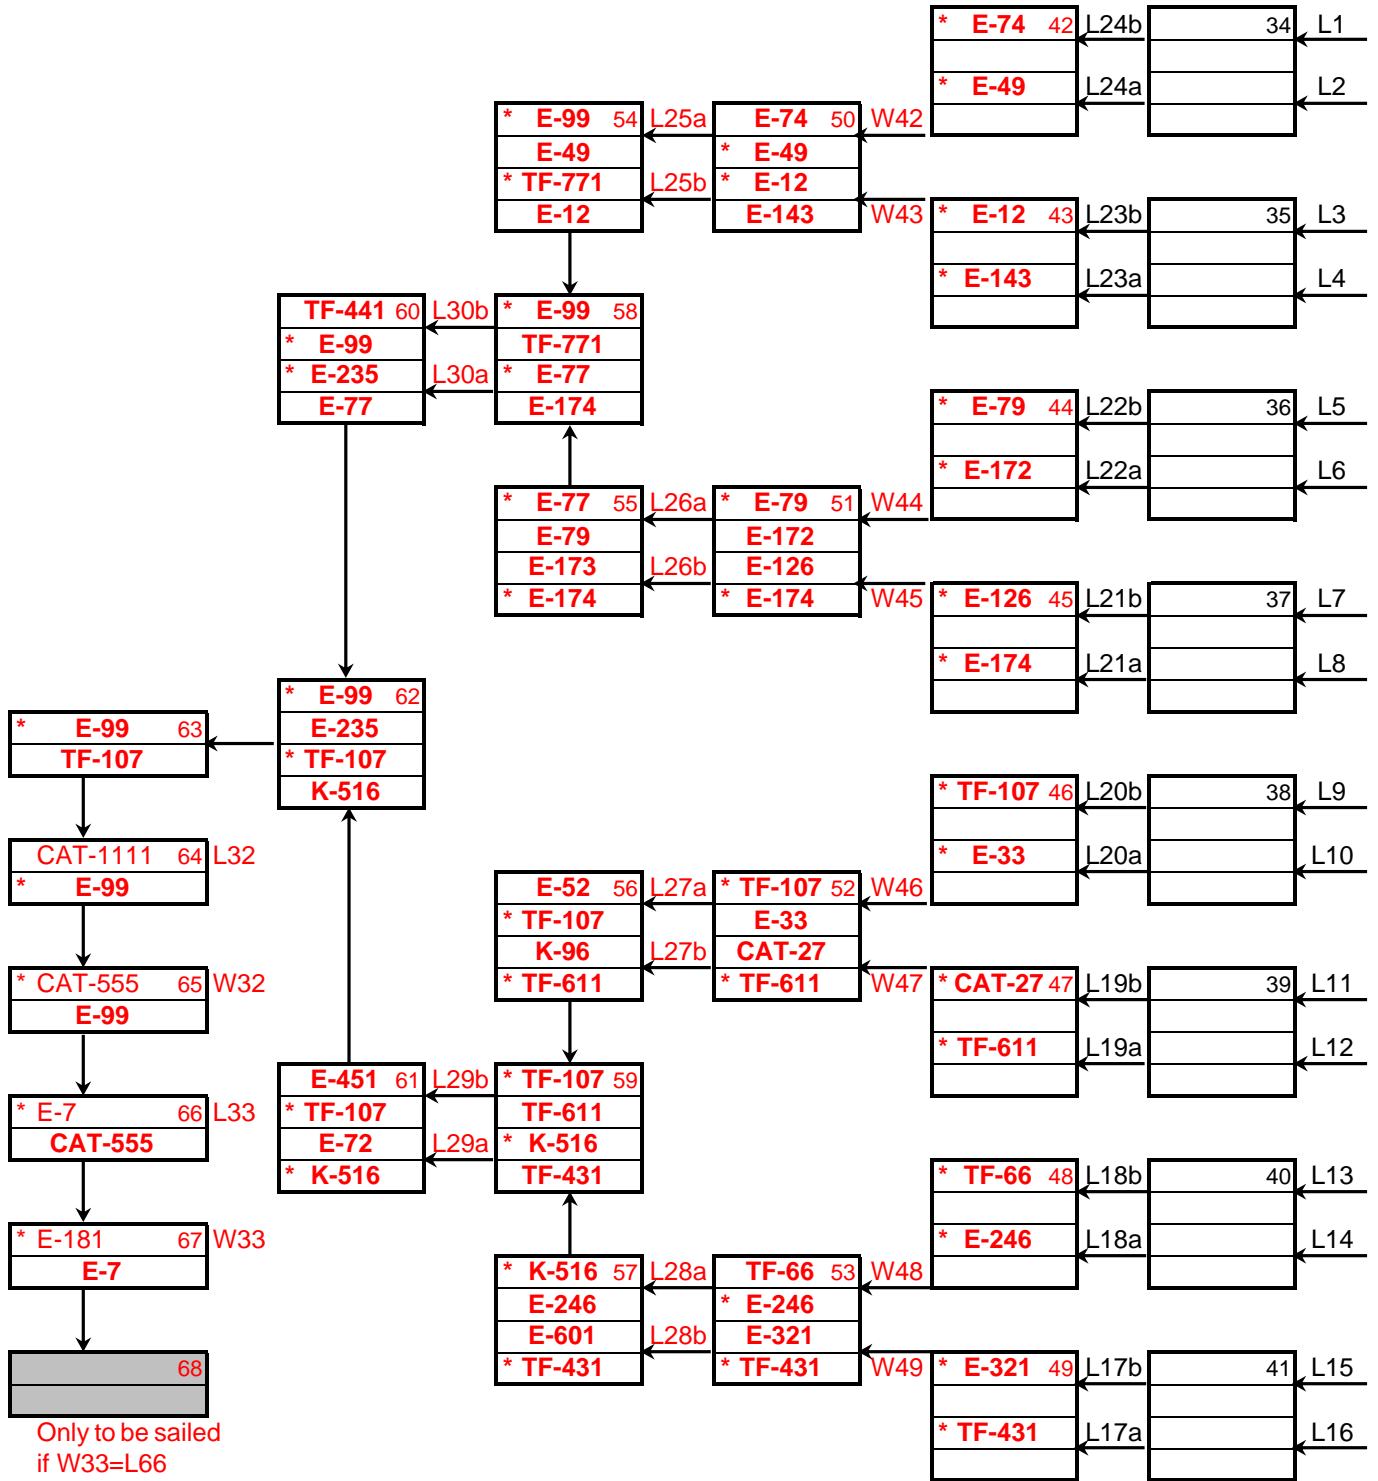 * E-74 42 L24b 34 L1
* E-49 L24a L2
* E-99 54 L25a E-74 50 W42
E-49 * E-49
* TF-771 L25b * E-12
E-12 E-143 W43
* E-12 43 L23b 35 L3
* E-143 L23a L4
TF-441 60 L30b * E-99 58
* E-99 TF-771
* E-235 L30a * E-77
E-77 E-174
* E-79 44 L22b 36 L5
* E-172 L22a L6
* E-77 55 L26a * E-79 51 W44
E-79 E-172
E-173 L26b E-126
* E-174 * E-174 W45
* E-126 45 L21b 37 L7
* E-174 L21a L8
* E-99 62
E-235
* TF-107
K-516
* E-99 63
TF-107
* TF-107 46 L20b 38 L9
* E-33 L20a L10
CAT-1111 64 L32
* E-99
E-52 56 L27a * TF-107 52 W46
* TF-107 E-33
K-96 L27b CAT-27
* TF-611 * TF-611 W47
* CAT-555 65 W32
E-99
* CAT-27 47 L19b 39 L11
* TF-611 L19a L12
E-451 61 L29b * TF-107 59
* TF-107 TF-611
E-72 L29a * K-516
* K-516 TF-431
* E-7 66 L33
CAT-555
* TF-66 48 L18b 40 L13
* E-246 L18a L14
* E-181 67 W33
E-7
* K-516 57 L28a TF-66 53 W48
E-246 * E-246
E-601 L28b E-321
* TF-431 * TF-431 W49
* E-321 49 L17b 41 L15
* TF-431 L17a L16
68
Only to be sailed
if W33=L66